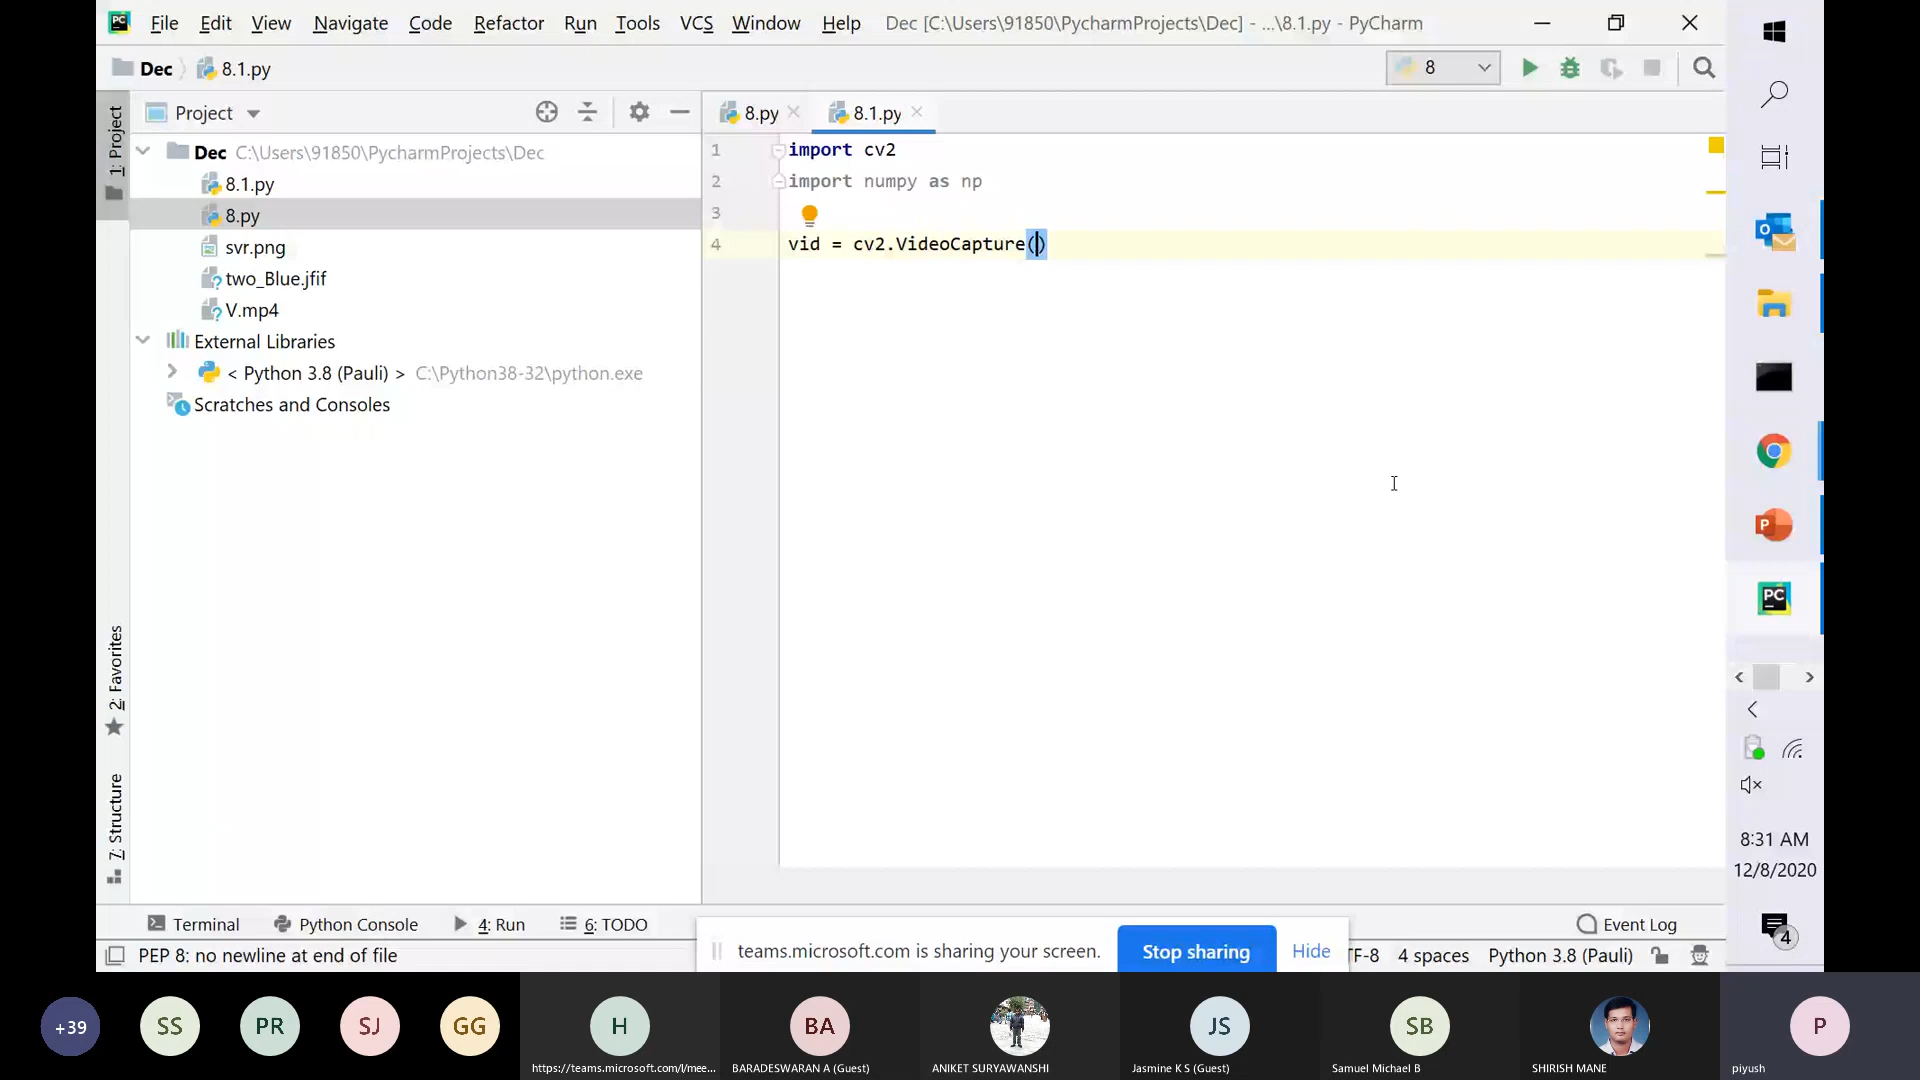 File Edit View Navigate Code Refactor Run Tools VCS Window Help Dec [C:\Users\91850\PycharmProjects\Dec] - ...\8.1.py - PyCharm
Dec 8.1.py
8
1: Project
Project
8.py
8.1.py
Dec C:\Users\91850\PycharmProjects\Dec
8.1.py
8.py
svr.png
two_Blue.jfif
V.mp4
External Libraries
< Python 3.8 (Pauli) > C:\Python38-32\python.exe
Scratches and Consoles
1 import cv2
2 import numpy as np
3
4 vid = cv2.VideoCapture()
2: Favorites
7: Structure
Terminal Python Console 4: Run 6: TODO Event Log
PEP 8: no newline at end of file
teams.microsoft.com is sharing your screen. Stop sharing Hide
TF-8 4 spaces Python 3.8 (Pauli)
8:31 AM
12/8/2020
4
+39 SS PR SJ GG H BA JS SB P
https://teams.microsoft.com/l/mee... BARADESWARAN A (Guest) ANIKET SURYAWANSHI Jasmine K S (Guest) Samuel Michael B SHIRISH MANE piyush